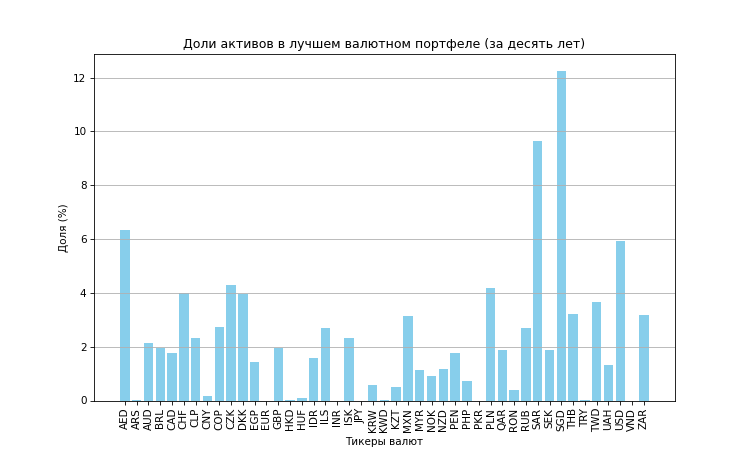 Доли активов в лучшем валютном портфеле (за десять лет)
Доля (%)
12
10
8
6
4
2
0
AED ARS AUD BRL CAD CHF CLP CNY COP CZK DKK EGP EUR GBP HKD HUF IDR ILS INR ISK JPY KRW KWD KZT MXN MYR NOK NZD PEN PHP PKR PLN QAR RON RUB SAR SEK SGD THB TRY TWD UAH USD VND ZAR
Тикеры валют